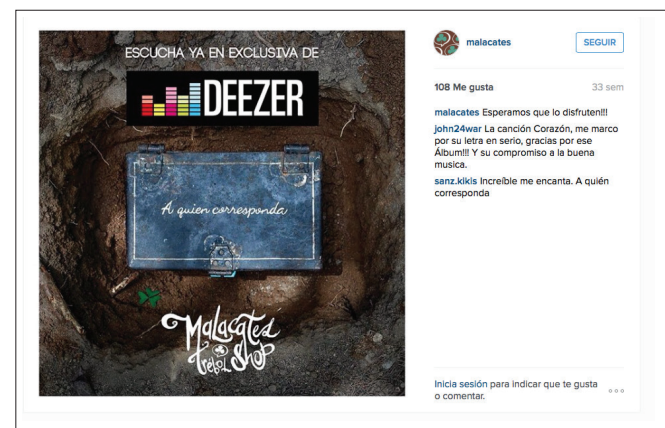 ESCUCHA YA EN EXCLUSIVA DE
DEEZER
A quien corresponda
Malacates
trébol Shop
malacates
SEGUIR
108 Me gusta
33 sem
malacates Esperamos que lo disfruten!!!
john24war La canción Corazón, me marco
por su letra en serio, gracias por ese
Álbum!!! Y su compromiso a la buena
musica.
sanz.kikis Increíble me encanta. A quién
corresponda
Inicia sesión para indicar que te gusta
o comentar.